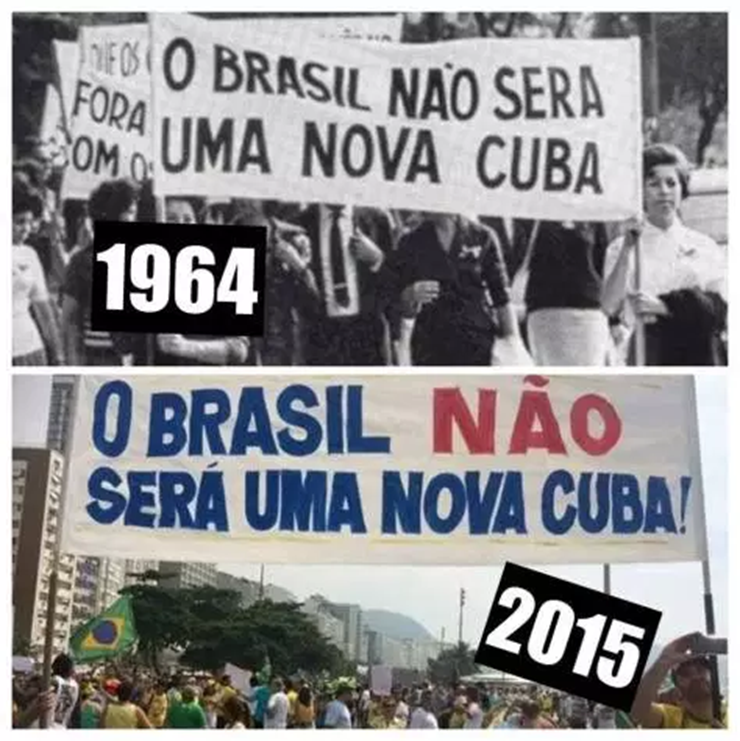 FORA
O BRASIL NÃO SERA
UMA NOVA CUBA
1964
O BRASIL NÃO
SERÁ UMA NOVA CUBA!
2015